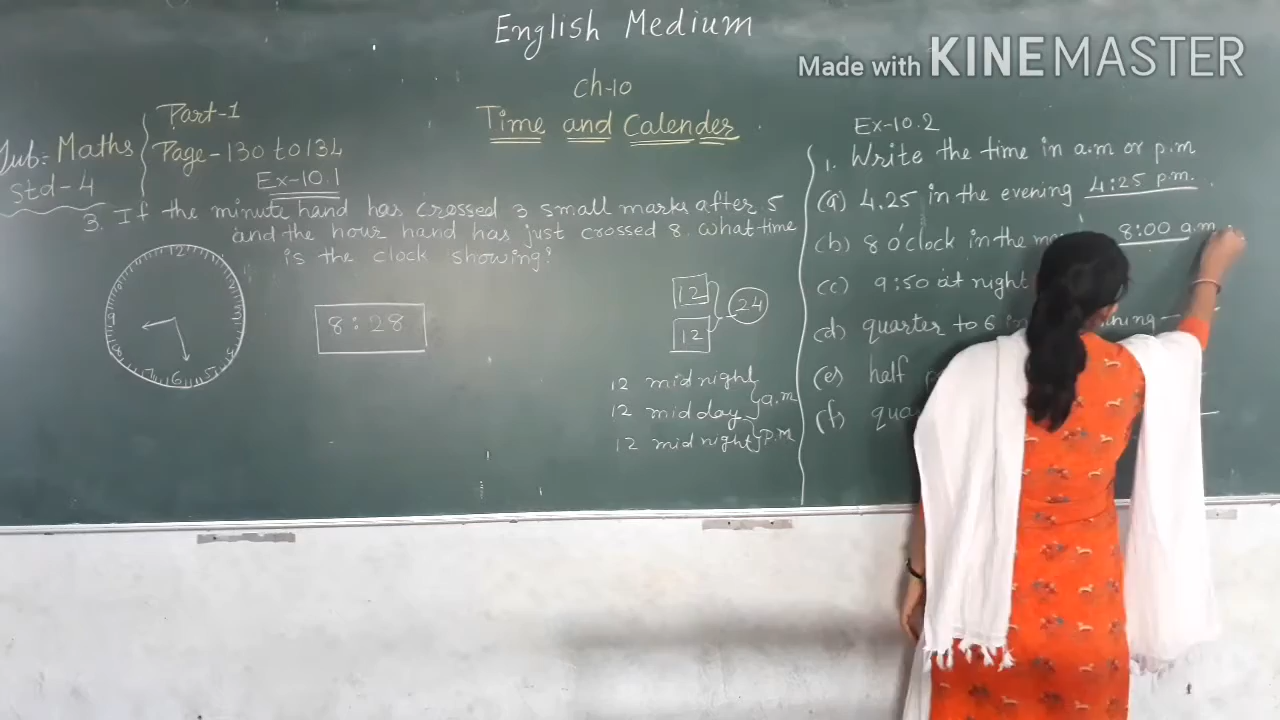 English Medium
Made with KINEMASTER
Ch-10
Time and Calender
Part-1
Sub: Maths
Page-130 to 134
Std-4
Ex-10.1
3. If the minute hand has crossed 3 small marks after 5
and the hour hand has just crossed 8. what time
is the clock showing?
12
9
6
8:28
12
12
24
12 midnight
12 midday
12 midnight
a.m
P.M
Ex-10.2
1. Write the time in a.m or p.m
(a) 4.25 in the evening 4:25 p.m.
(b) 8 o'clock in the 8:00 a.m
(c) 9:50 at night
(d) quarter to 6
(e) half
(f)